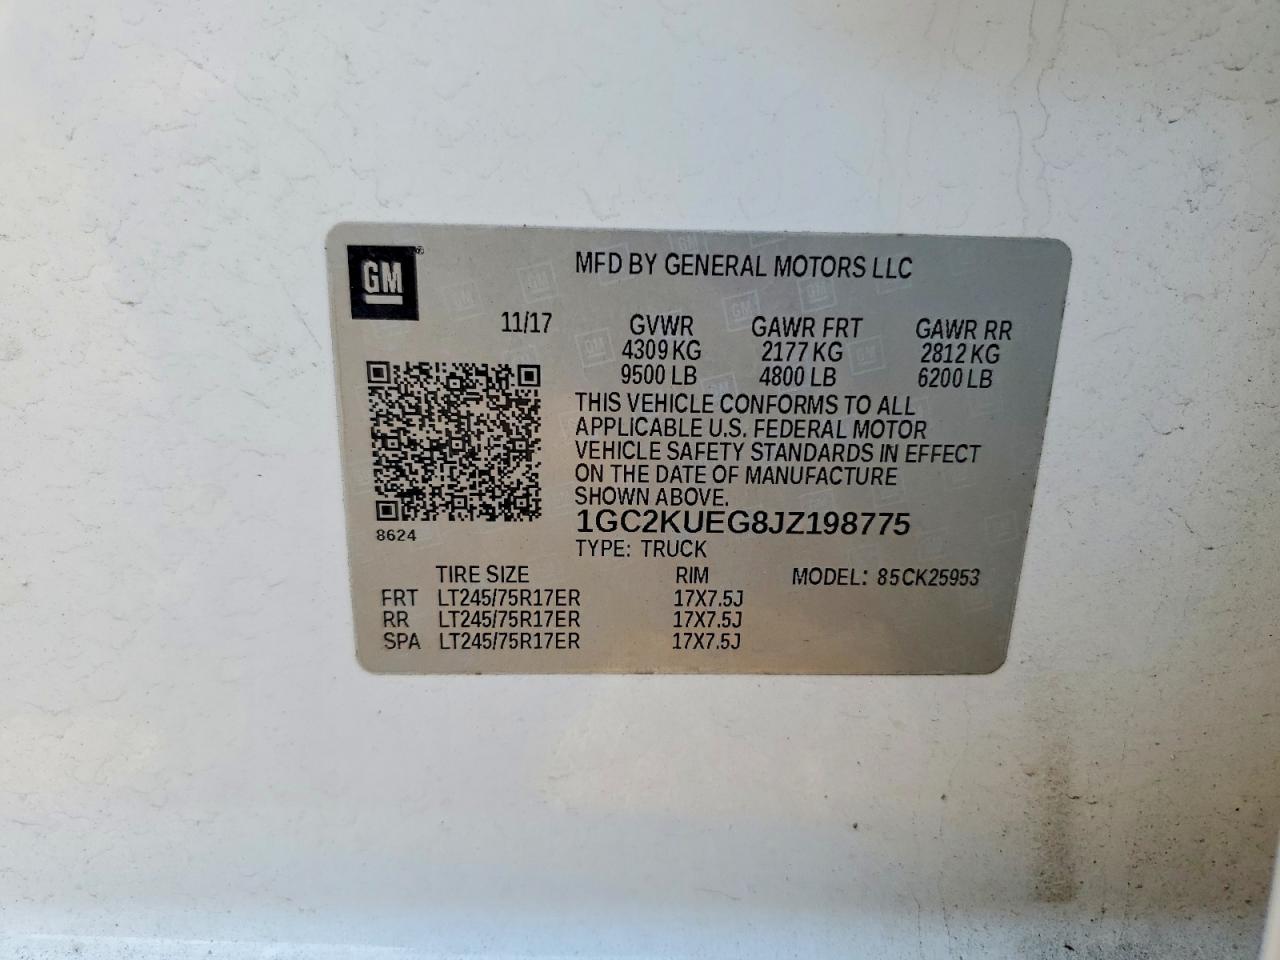 GM
MFD BY GENERAL MOTORS LLC
11/17 GVWR GAWR FRT GAWR RR
4309 KG 2177 KG 2812 KG
9500 LB 4800 LB 6200 LB
THIS VEHICLE CONFORMS TO ALL
APPLICABLE U.S. FEDERAL MOTOR
VEHICLE SAFETY STANDARDS IN EFFECT
ON THE DATE OF MANUFACTURE
SHOWN ABOVE.
1GC2KUEG8JZ198775
8624
TYPE: TRUCK
TIRE SIZE RIM MODEL: 85CK25953
FRT LT245/75R17ER 17X7.5J
RR LT245/75R17ER 17X7.5J
SPA LT245/75R17ER 17X7.5J